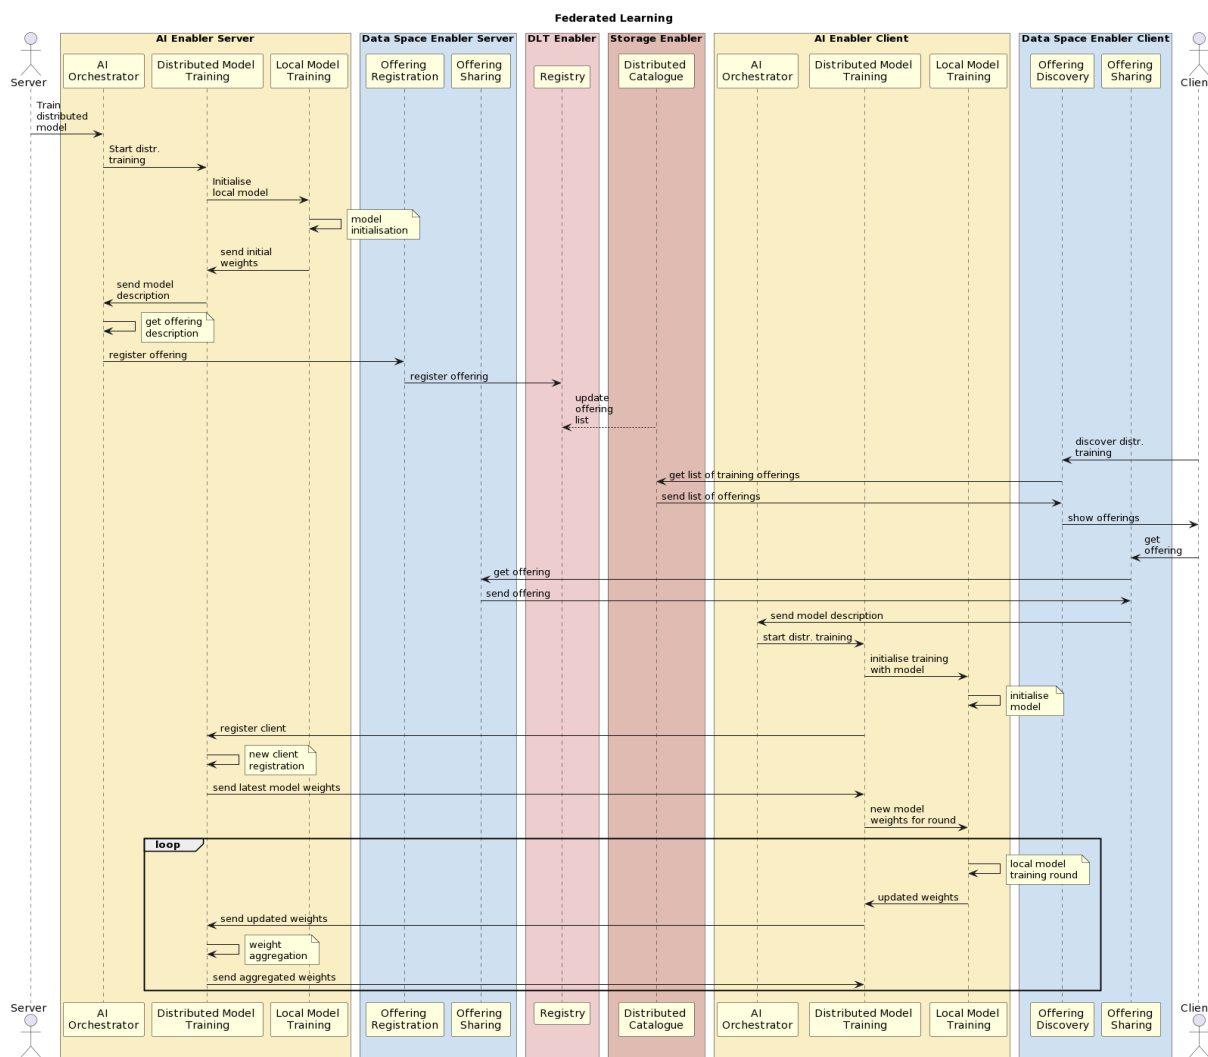 Federated Learning
AI Enabler Server
Data Space Enabler Server
DLT Enabler
Storage Enabler
AI Enabler Client
Data Space Enabler Client
Server
AI
Orchestrator
Distributed Model
Training
Local Model
Training
Offering
Registration
Offering
Sharing
Registry
Distributed
Catalogue
AI
Orchestrator
Distributed Model
Training
Local Model
Training
Offering
Discovery
Offering
Sharing
Clien
Train
distributed
model
Start distr.
training
Initialise
local model
model
initialisation
send initial
weights
send model
description
get offering
description
register offering
register offering
update
offering
list
discover distr.
training
get list of training offerings
send list of offerings
show offerings
get
offering
get offering
send offering
send model description
start distr. training
initialise training
with model
initialise
model
register client
new client
registration
send latest model weights
new model
weights for round
loop
local model
training round
updated weights
send updated weights
weight
aggregation
send aggregated weights
Server
AI
Orchestrator
Distributed Model
Training
Local Model
Training
Offering
Registration
Offering
Sharing
Registry
Distributed
Catalogue
AI
Orchestrator
Distributed Model
Training
Local Model
Training
Offering
Discovery
Offering
Sharing
Clien